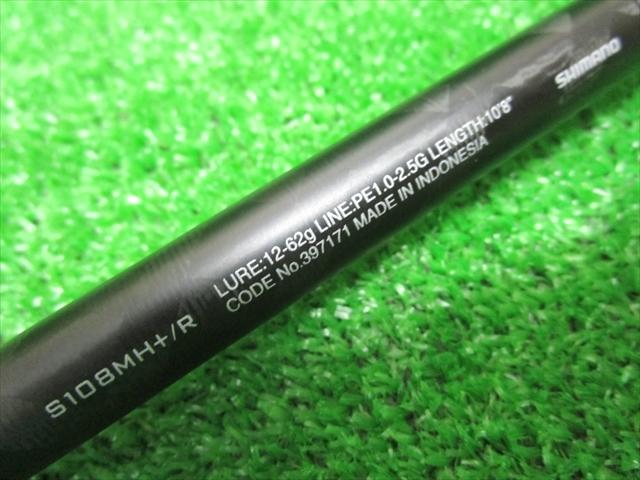 S108MH+/R
LURE:12-62g LINE:PE1.0-2.5G LENGTH:10'8"
CODE No.397171 MADE IN INDONESIA
SHIMANO